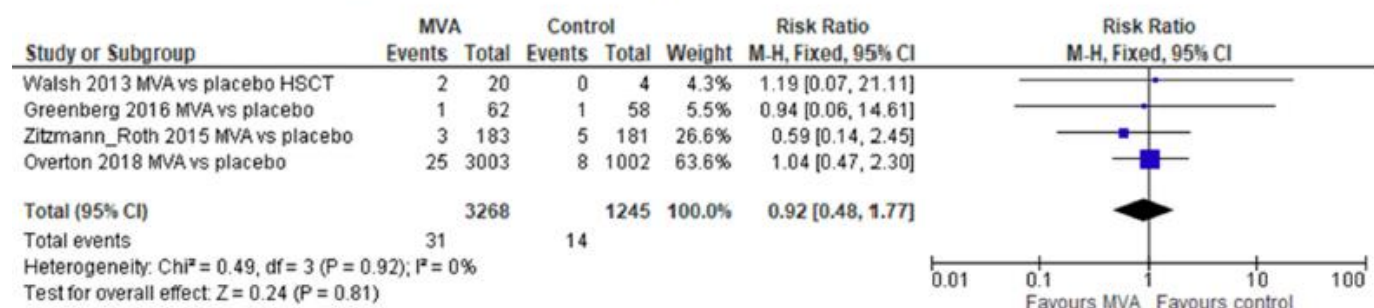 MVA Control Risk Ratio Risk Ratio
Study or Subgroup Events Total Events Total Weight M-H, Fixed, 95% CI M-H, Fixed, 95% CI
Walsh 2013 MVA vs placebo HSCT 2 20 0 4 4.3% 1.19 [0.07, 21.11]
Greenberg 2016 MVA vs placebo 1 62 1 58 5.5% 0.94 [0.06, 14.61]
Zitzmann_Roth 2015 MVA vs placebo 3 183 5 181 26.6% 0.59 [0.14, 2.45]
Overton 2018 MVA vs placebo 25 3003 8 1002 63.6% 1.04 [0.47, 2.30]
Total (95% CI) 3268 1245 100.0% 0.92 [0.48, 1.77]
Total events 31 14
Heterogeneity: Chi² = 0.49, df = 3 (P = 0.92); I² = 0%
Test for overall effect: Z = 0.24 (P = 0.81)
0.01 0.1 1 10 100
Favours MVA Favours control